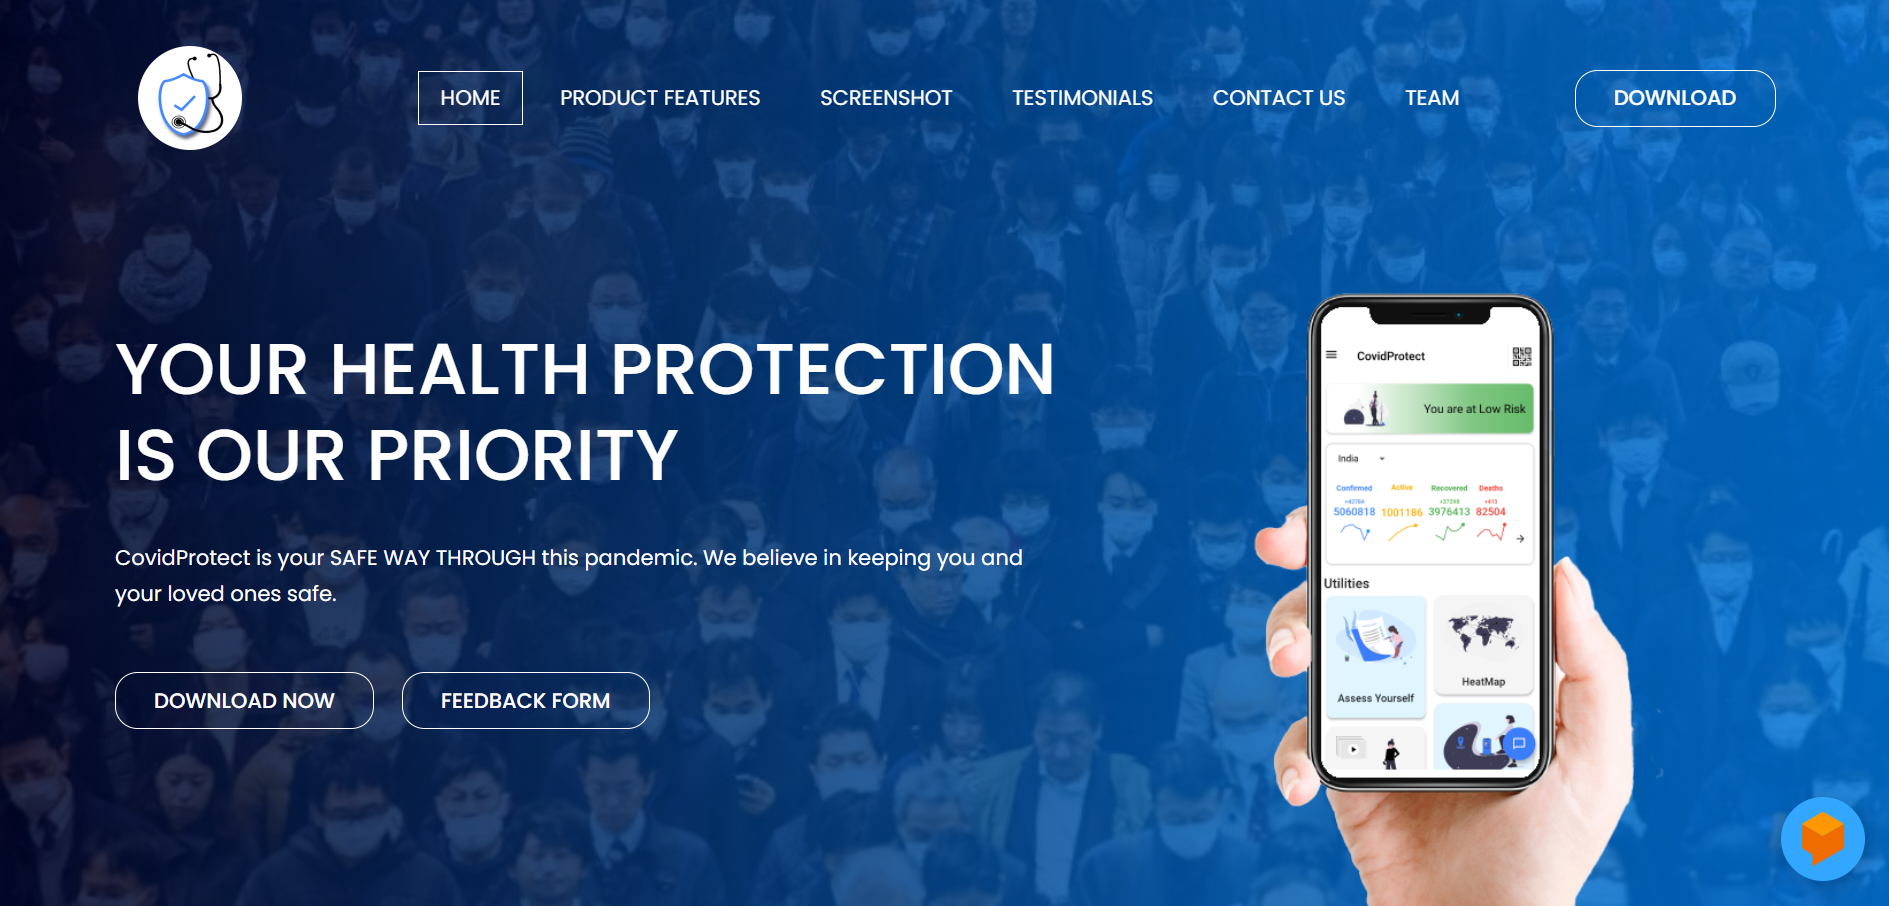 HOME
PRODUCT FEATURES
SCREENSHOT
TESTIMONIALS
CONTACT US
TEAM
DOWNLOAD
YOUR HEALTH PROTECTION
IS OUR PRIORITY
CovidProtect is your SAFE WAY THROUGH this pandemic. We believe in keeping you and
your loved ones safe.
DOWNLOAD NOW
FEEDBACK FORM
CovidProtect
You are at Low Risk
India
Confirmed Active Recovered Deaths
+413
5060818 1001186 3976413 82504
Utilities
Assess Yourself
HeatMap